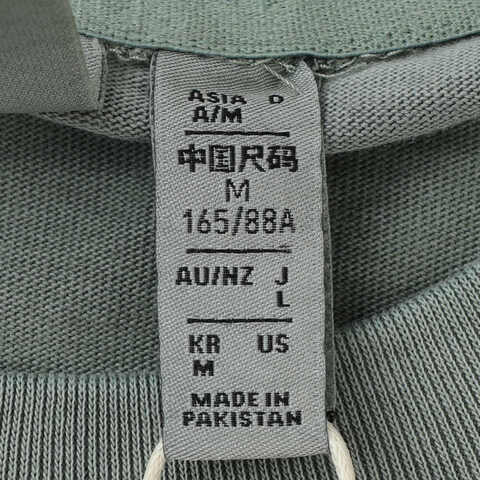 ASIA D
A/M
中国尺码
M
165/88A
AU/NZ J
L
KR US
M
MADE IN
PAKISTAN